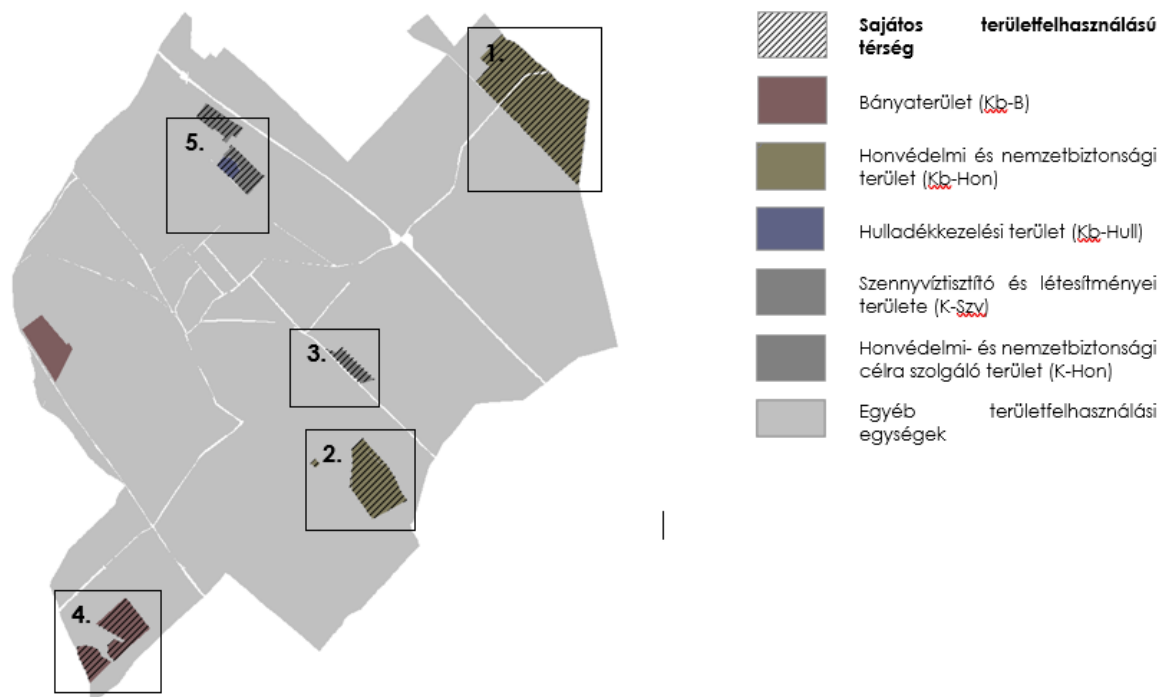 1.
5.
3.
2.
4.
Sajátos területfelhasználású
térség
Bányaterület (Kb-B)
Honvédelmi és nemzetbiztonsági
terület (Kb-Hon)
Hulladékkezelési terület (Kb-Hull)
Szennyvíztisztító és létesítményei
területe (K-Szv)
Honvédelmi- és nemzetbiztonsági
célra szolgáló terület (K-Hon)
Egyéb területfelhasználási
egységek